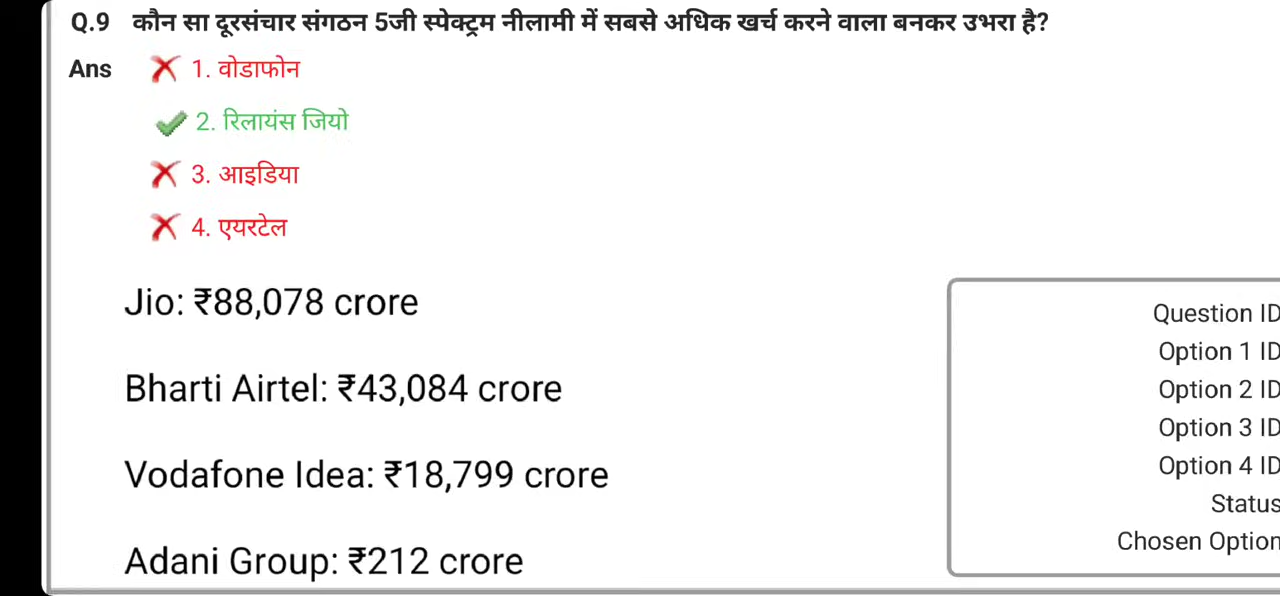 Q.9 कौन सा दूरसंचार संगठन 5जी स्पेक्ट्रम नीलामी में सबसे अधिक खर्च करने वाला बनकर उभरा है?
Ans 1. वोडाफोन
2. रिलायंस जियो
3. आइडिया
4. एयरटेल
Jio: ₹88,078 crore
Bharti Airtel: ₹43,084 crore
Vodafone Idea: ₹18,799 crore
Adani Group: ₹212 crore
Question ID
Option 1 ID
Option 2 ID
Option 3 ID
Option 4 ID
Status
Chosen Option